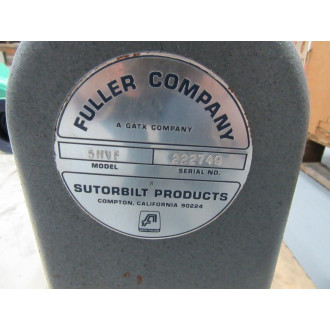 FULLER COMPANY
A GATX COMPANY
5HVF 222740
MODEL SERIAL NO.
SUTORBILT PRODUCTS
COMPTON, CALIFORNIA 90224